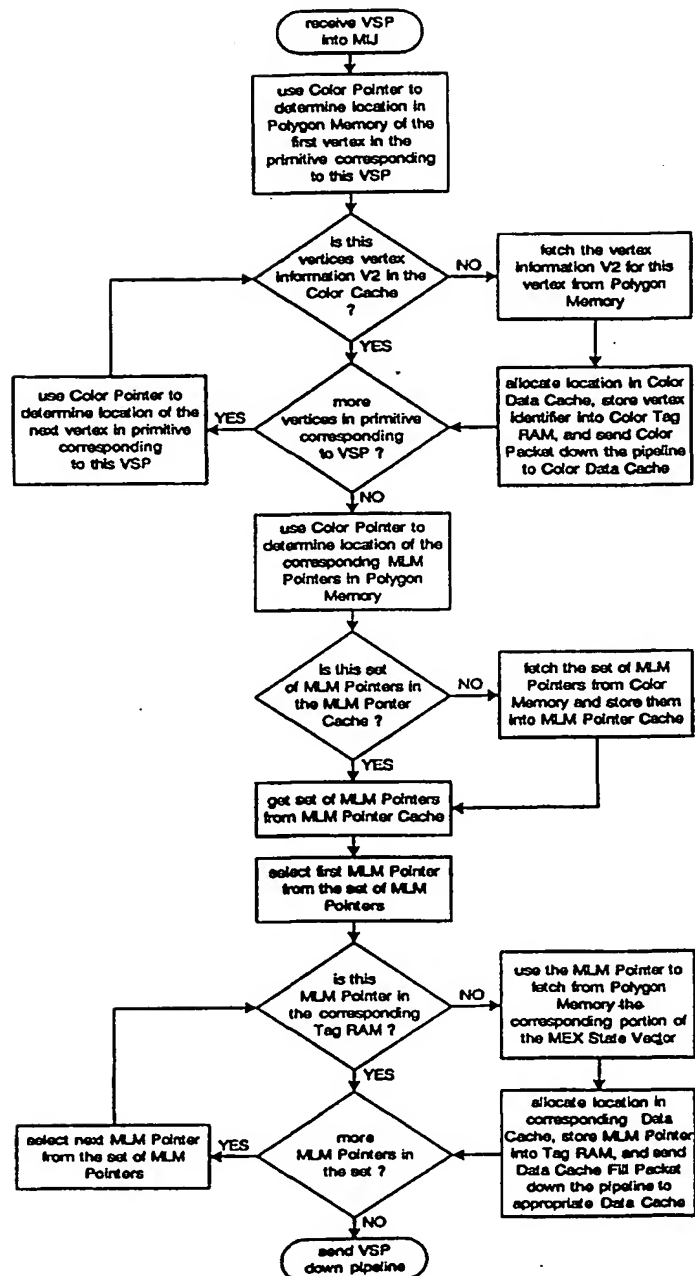 receive VSP
into MIJ
use Color Pointer to
determine location in
Polygon Memory of the
first vertex in the
primitive corresponding
to this VSP
is this
vertices vertex
information V2 in the
Color Cache
?
NO
fetch the vertex
information V2 for this
vertex from Polygon
Memory
YES
use Color Pointer to
determine location of the
next vertex in primitive
corresponding
to this VSP
YES
more
vertices in primitive
corresponding
to VSP ?
allocate location in Color
Data Cache, store vertex
identifier into Color Tag
RAM, and send Color
Packet down the pipeline
to Color Data Cache
NO
use Color Pointer to
determine location of the
correspondng MLM
Pointers in Polygon
Memory
Is this set
of MLM Pointers in
the MLM Ponter
Cache ?
NO
fetch the set of MLM
Pointers from Color
Memory and store them
into MLM Pointer Cache
YES
get set of MLM Pointers
from MLM Pointer Cache
select first MLM Pointer
from the set of MLM
Pointers
is this
MLM Pointer in
the corresponding
Tag RAM ?
NO
use the MLM Pointer to
fetch from Polygon
Memory the
corresponding portion of
the MEX State Vector
YES
select next MLM Pointer
from the set of MLM
Pointers
YES
more
MLM Pointers in
the set ?
allocate location in
corresponding Data
Cache, store MLM Pointer
into Tag RAM, and send
Data Cache Fill Packet
down the pipeline to
appropriate Data Cache
NO
send VSP
down pipeline